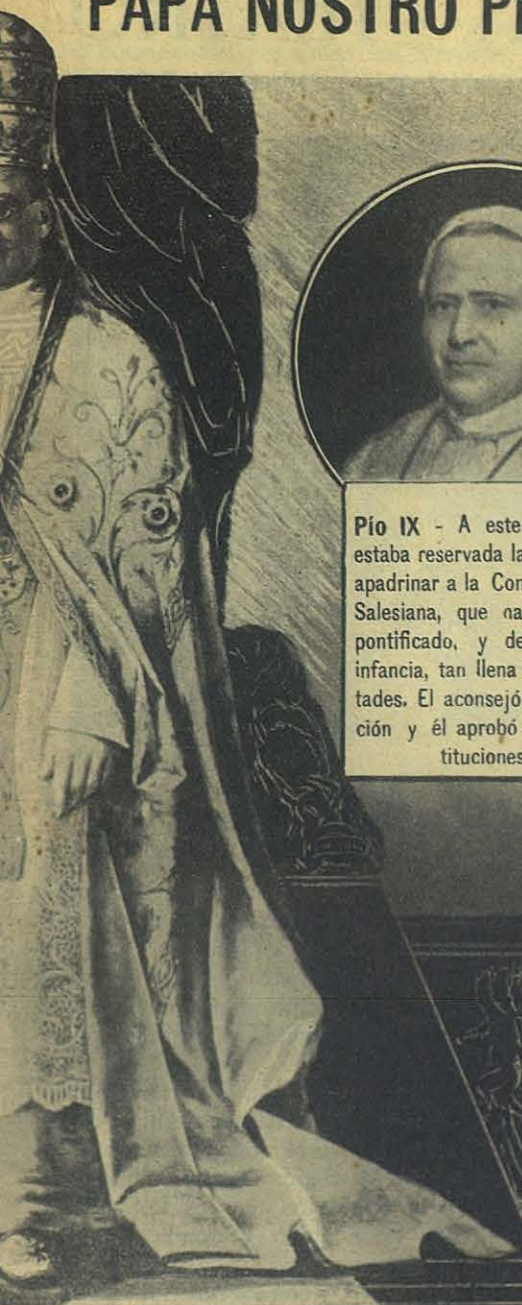 PAPA NOSTRO P
Pío IX - A este
estaba reservada la
apadrinar a la Con
Salesiana, que na
pontificado, y de
infancia, tan llena
tades. El aconsejó
ción y él aprobó
tituciones